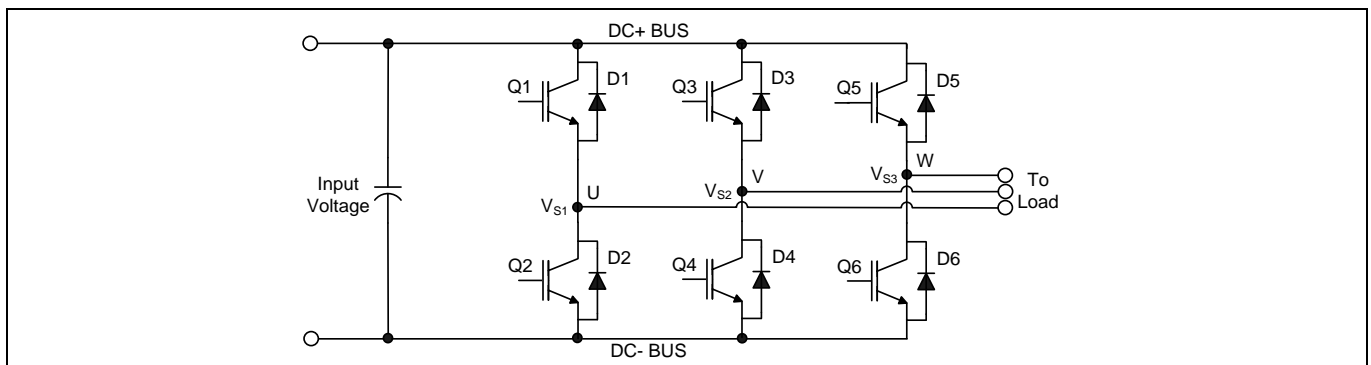 DC+ BUS
Q1
D1
Q3
D3
Q5
D5
Input
Voltage
U
V
W
VS1
VS2
VS3
To
Load
Q2
D2
Q4
D4
Q6
D6
DC- BUS